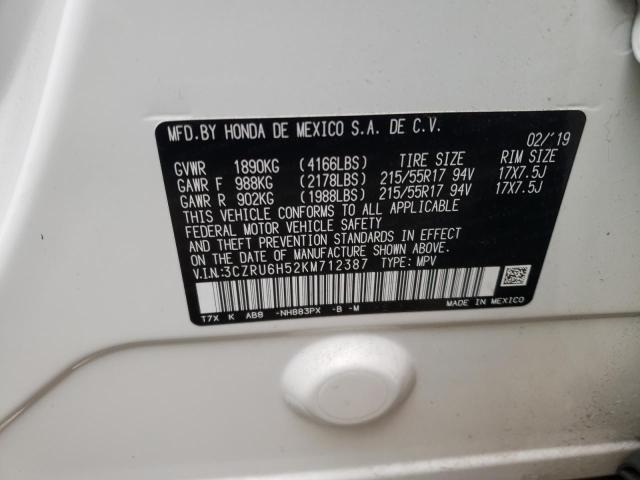 MFD.BY HONDA DE MEXICO S.A. DE C.V. 02/'19
GVWR 1890KG (4166LBS) TIRE SIZE RIM SIZE
GAWR F 988KG (2178LBS) 215/55R17 94V 17X7.5J
GAWR R 902KG (1988LBS) 215/55R17 94V 17X7.5J
THIS VEHICLE CONFORMS TO ALL APPLICABLE
FEDERAL MOTOR VEHICLE SAFETY
STANDARDS IN EFFECT
ON THE DATE OF MANUFACTURE SHOWN ABOVE.
V.I.N.:3CZRU6H52KM712387 TYPE: MPV
T7X K AB9 -NH883PX -B -M MADE IN MEXICO